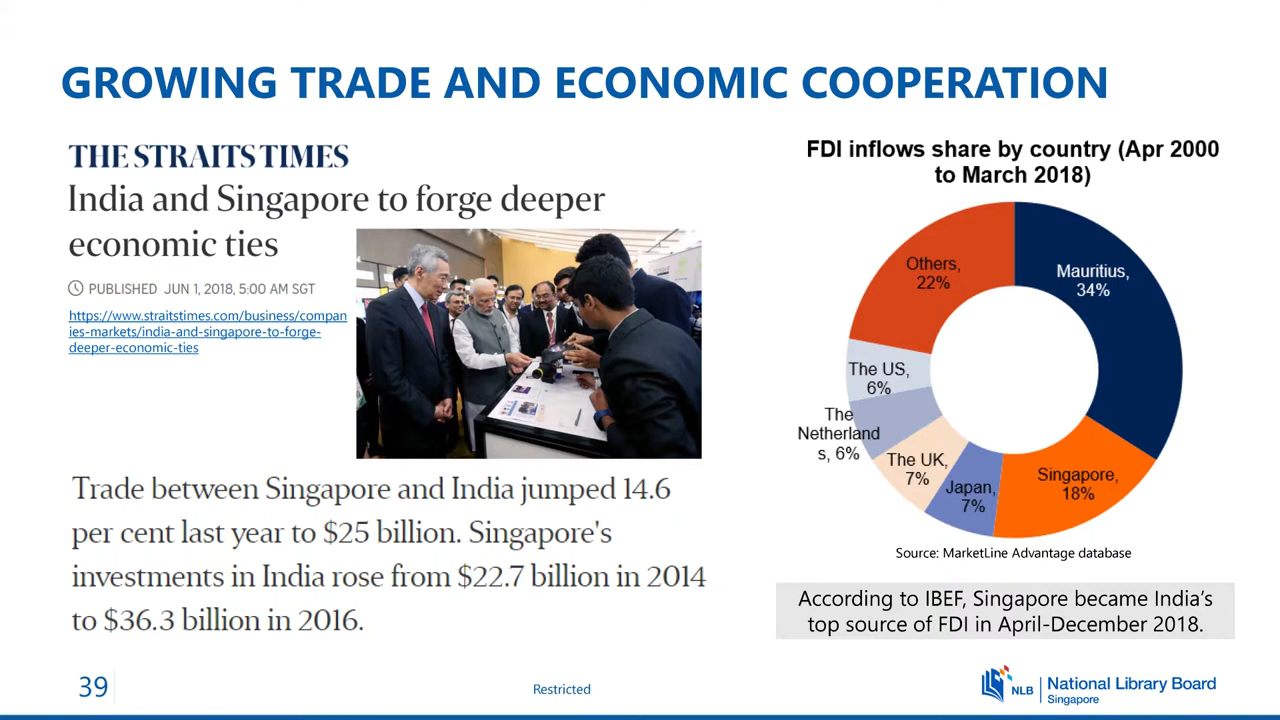 GROWING TRADE AND ECONOMIC COOPERATION
THE STRAITS TIMES
India and Singapore to forge deeper
economic ties
PUBLISHED JUN 1, 2018, 5:00 AM SGT
https://www.straitstimes.com/business/compan
ies-markets/india-and-singapore-to-forge-
deeper-economic-ties
Trade between Singapore and India jumped 14.6
per cent last year to $25 billion. Singapore's
investments in India rose from $22.7 billion in 2014
to $36.3 billion in 2016.
FDI inflows share by country (Apr 2000
to March 2018)
Mauritius,
34%
Singapore,
18%
Japan,
7%
The UK,
7%
The
Netherland
s, 6%
The US,
6%
Others,
22%
Source: MarketLine Advantage database
According to IBEF, Singapore became India’s
top source of FDI in April-December 2018.
39
Restricted
NLB
National Library Board
Singapore